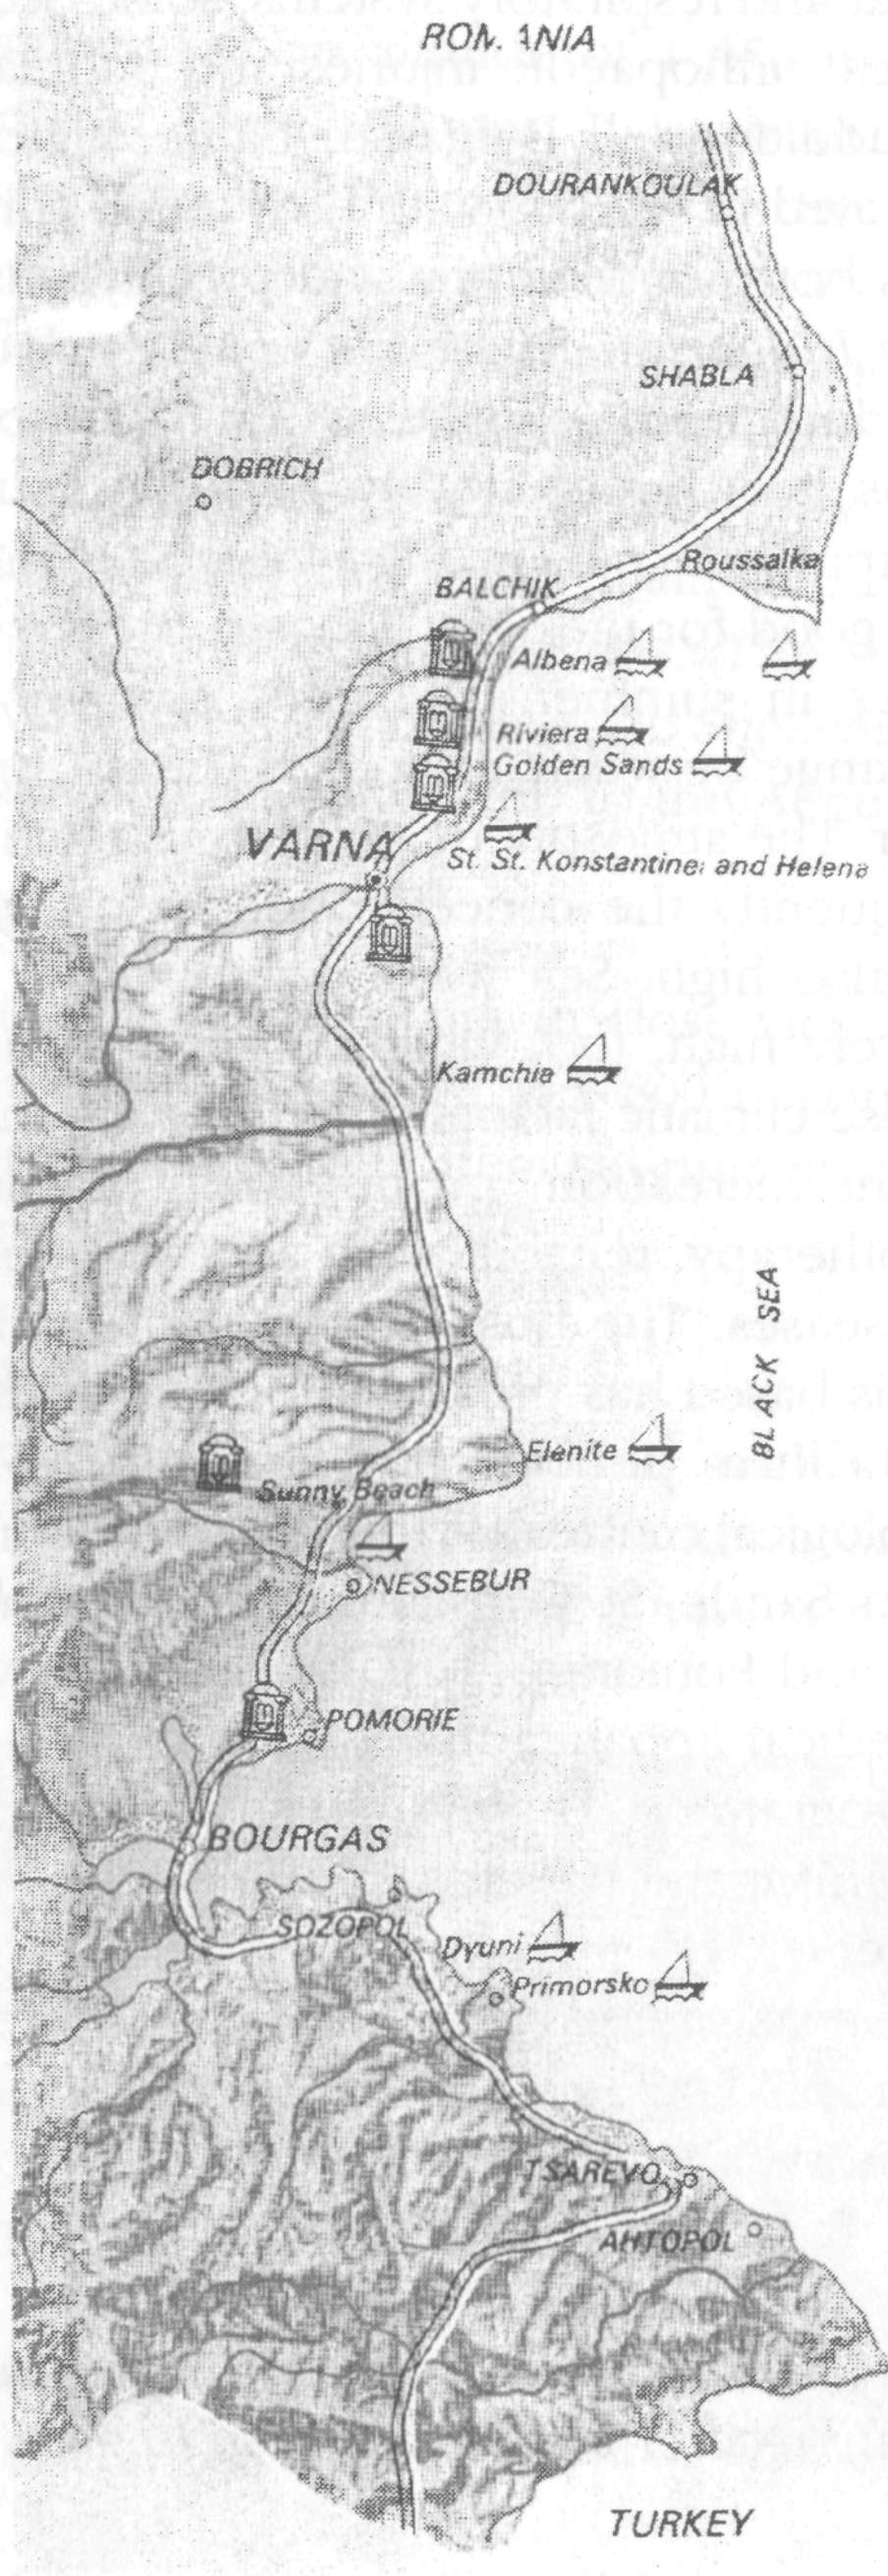 ROMANIA
DOURANKOULAK
SHABLA
DOBRICH
Roussalka
BALCHIK
Albena
Riviera
Golden Sands
VARNA
St. St. Konstantine and Helena
Kamchia
BLACK SEA
Elenite
Sunny Beach
NESSEBUR
POMORIE
BOURGAS
SOZOPOL
Dyuni
Primorsko
TSAREVO
AHTOPOL
TURKEY